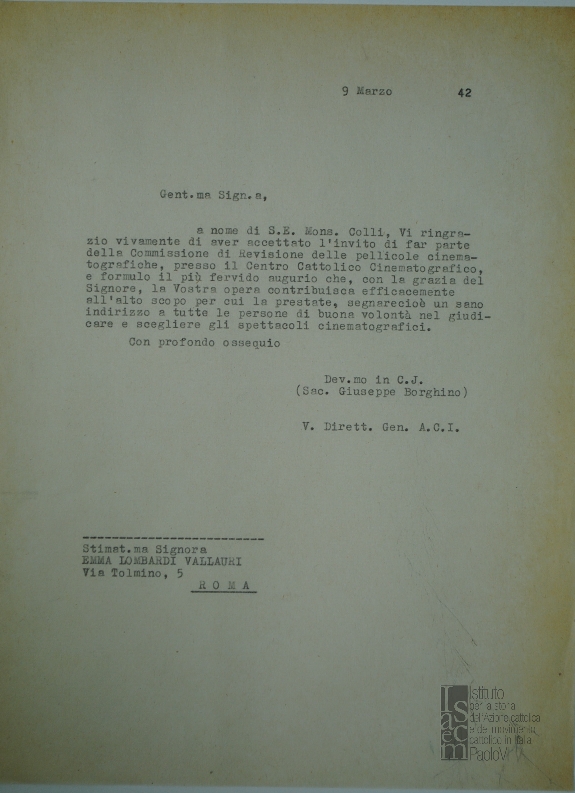 9 Marzo 42
Gent.ma Sign.a,
a nome di S.E. Mons. Colli, Vi ringra-
zio vivamente di aver accettato l'invito di far parte
della Commissione di Revisione delle pellicole cinema-
tografiche, presso il Centro Cattolico Cinematografico,
e formulo il più fervido augurio che, con la grazia del
Signore, la Vostra opera contribuisca efficacemente
all'alto scopo per cui la prestate, segnarecioè un sano
indirizzo a tutte le persone di buona volontà nel giudi-
care e scegliere gli spettacoli cinematografici.
Con profondo ossequio
Dev.mo in C.J.
(Sac. Giuseppe Borghino)
V. Dirett. Gen. A.C.I.
Stimat.ma Signora
EMMA LOMBARDI VALLAURI
Via Tolmino, 5
ROMA
Isacem
Istituto
per la storia
dell'Azione cattolica
e del movimento
cattolico in Italia
Paolo VI